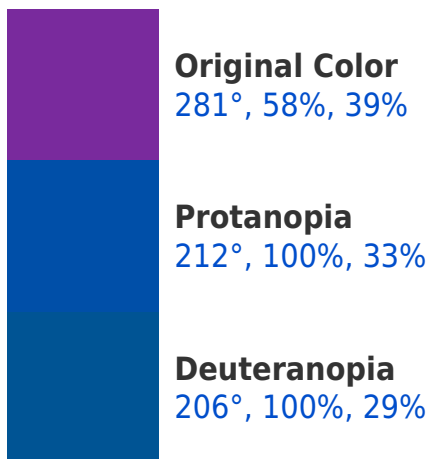 Original Color
281°, 58%, 39%
Protanopia
212°, 100%, 33%
Deuteranopia
206°, 100%, 29%